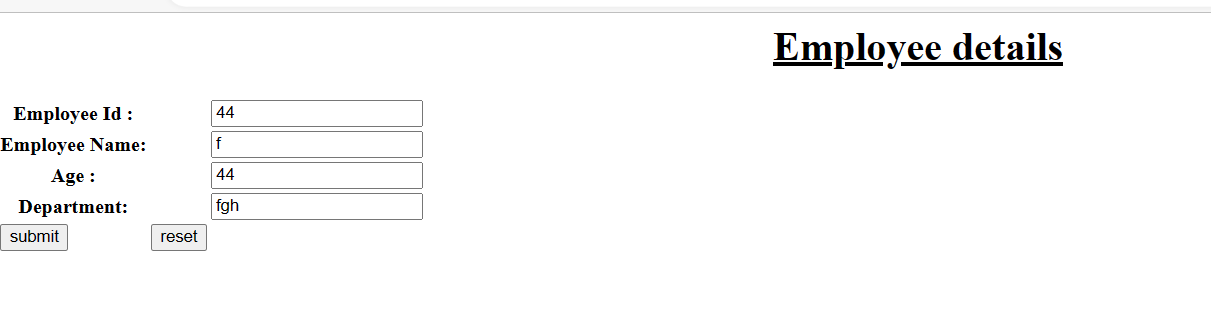 Employee details
Employee Id : 44
Employee Name: f
Age : 44
Department: fgh
submit reset